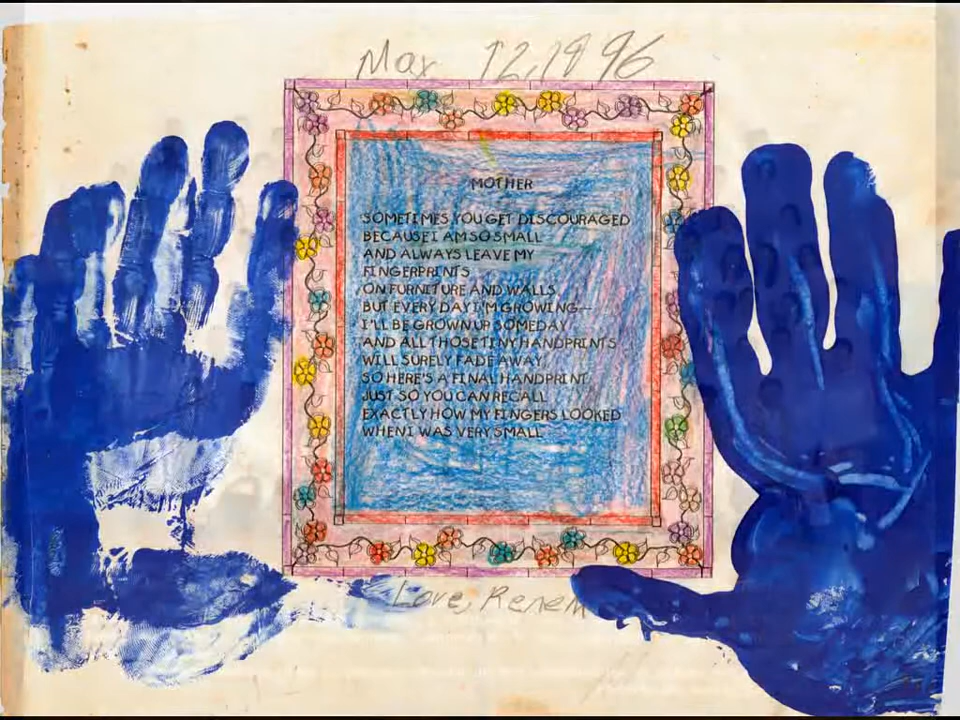 May 12,1996
MOTHER
SOMETIMES YOU GET DISCOURAGED
BECAUSE I AM SO SMALL
AND ALWAYS LEAVE MY
FINGERPRINTS
ON FURNITURE AND WALLS
BUT EVERY DAY I'M GROWING—
I'LL BE GROWN UP SOMEDAY
AND ALL THOSE TINY HANDPRINTS
WILL SURELY FADE AWAY.
SO HERE'S A FINAL HANDPRINT
JUST SO YOU CAN RECALL
EXACTLY HOW MY FINGERS LOOKED
WHEN I WAS VERY SMALL
Love,